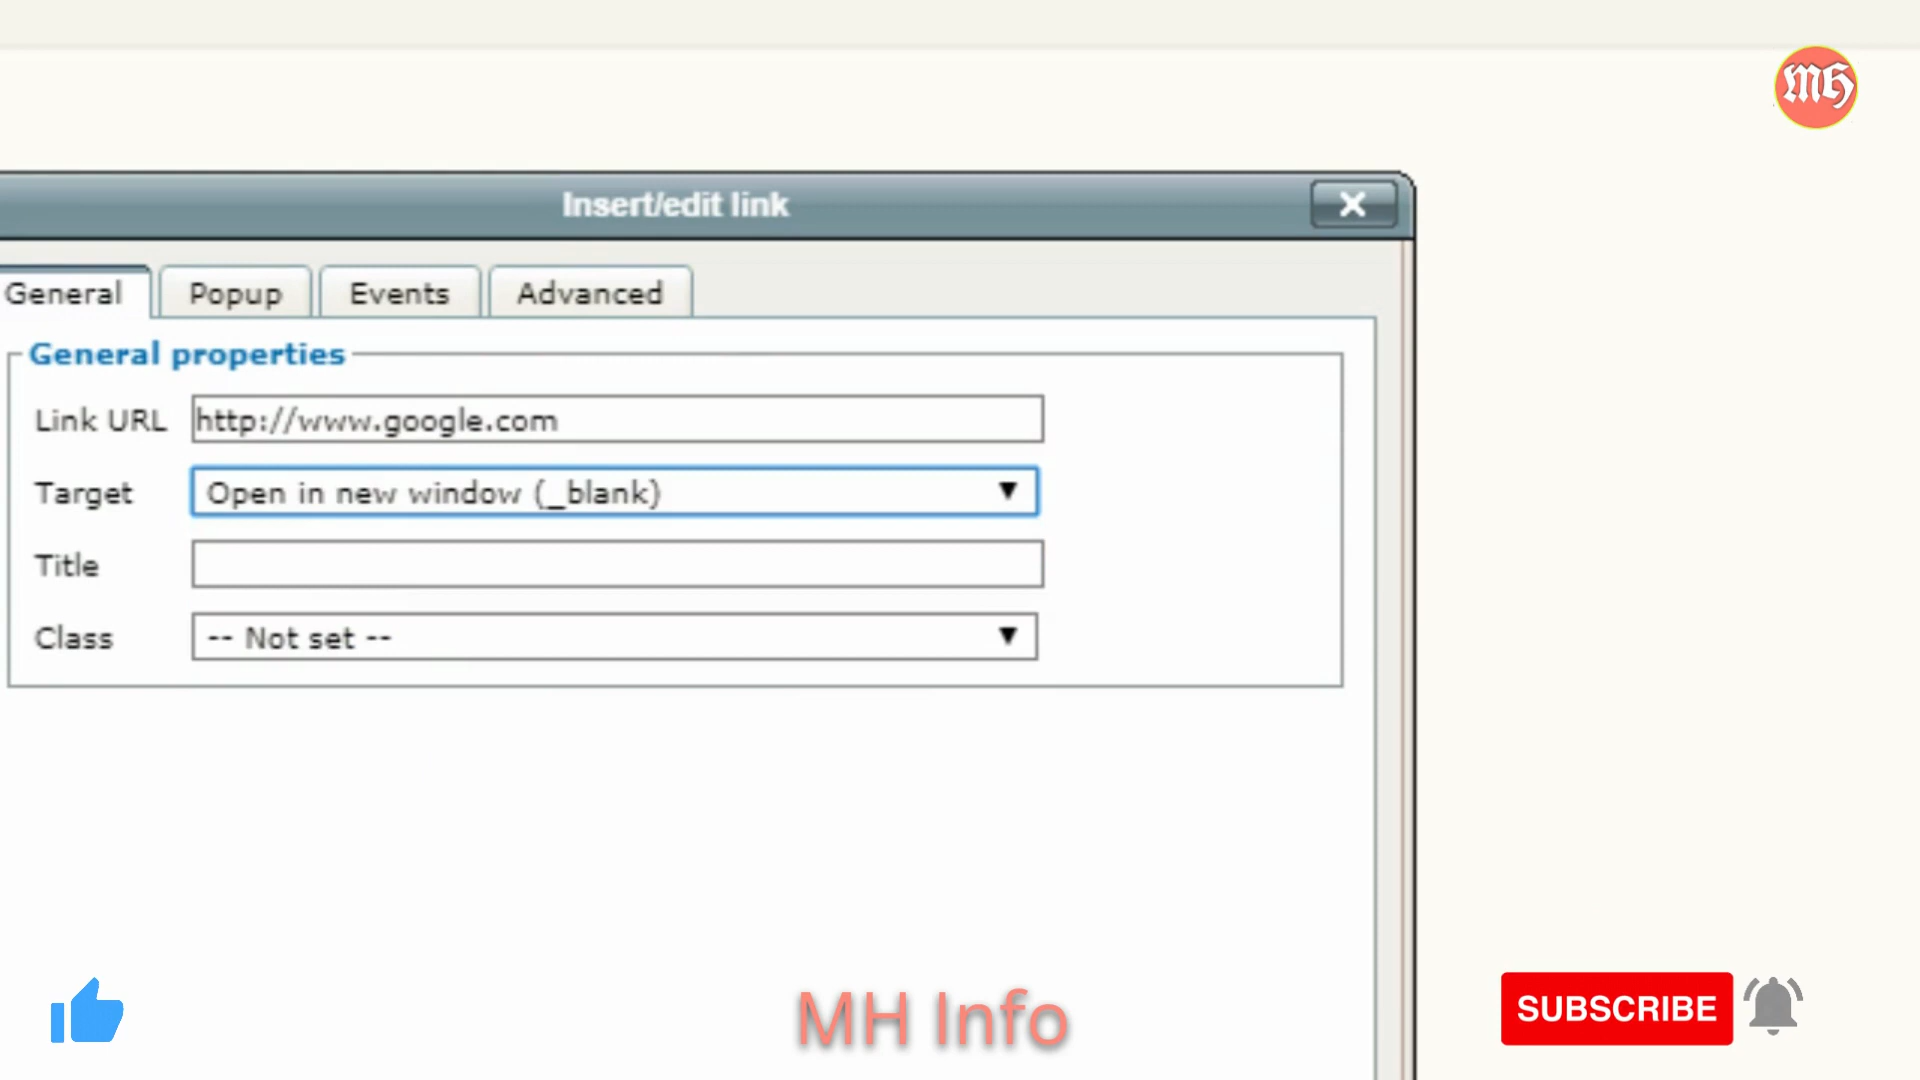 MH
Insert/edit link
General Popup Events Advanced
General properties
Link URL http://www.google.com
Target Open in new window (_blank)
Title
Class -- Not set --
MH Info
SUBSCRIBE